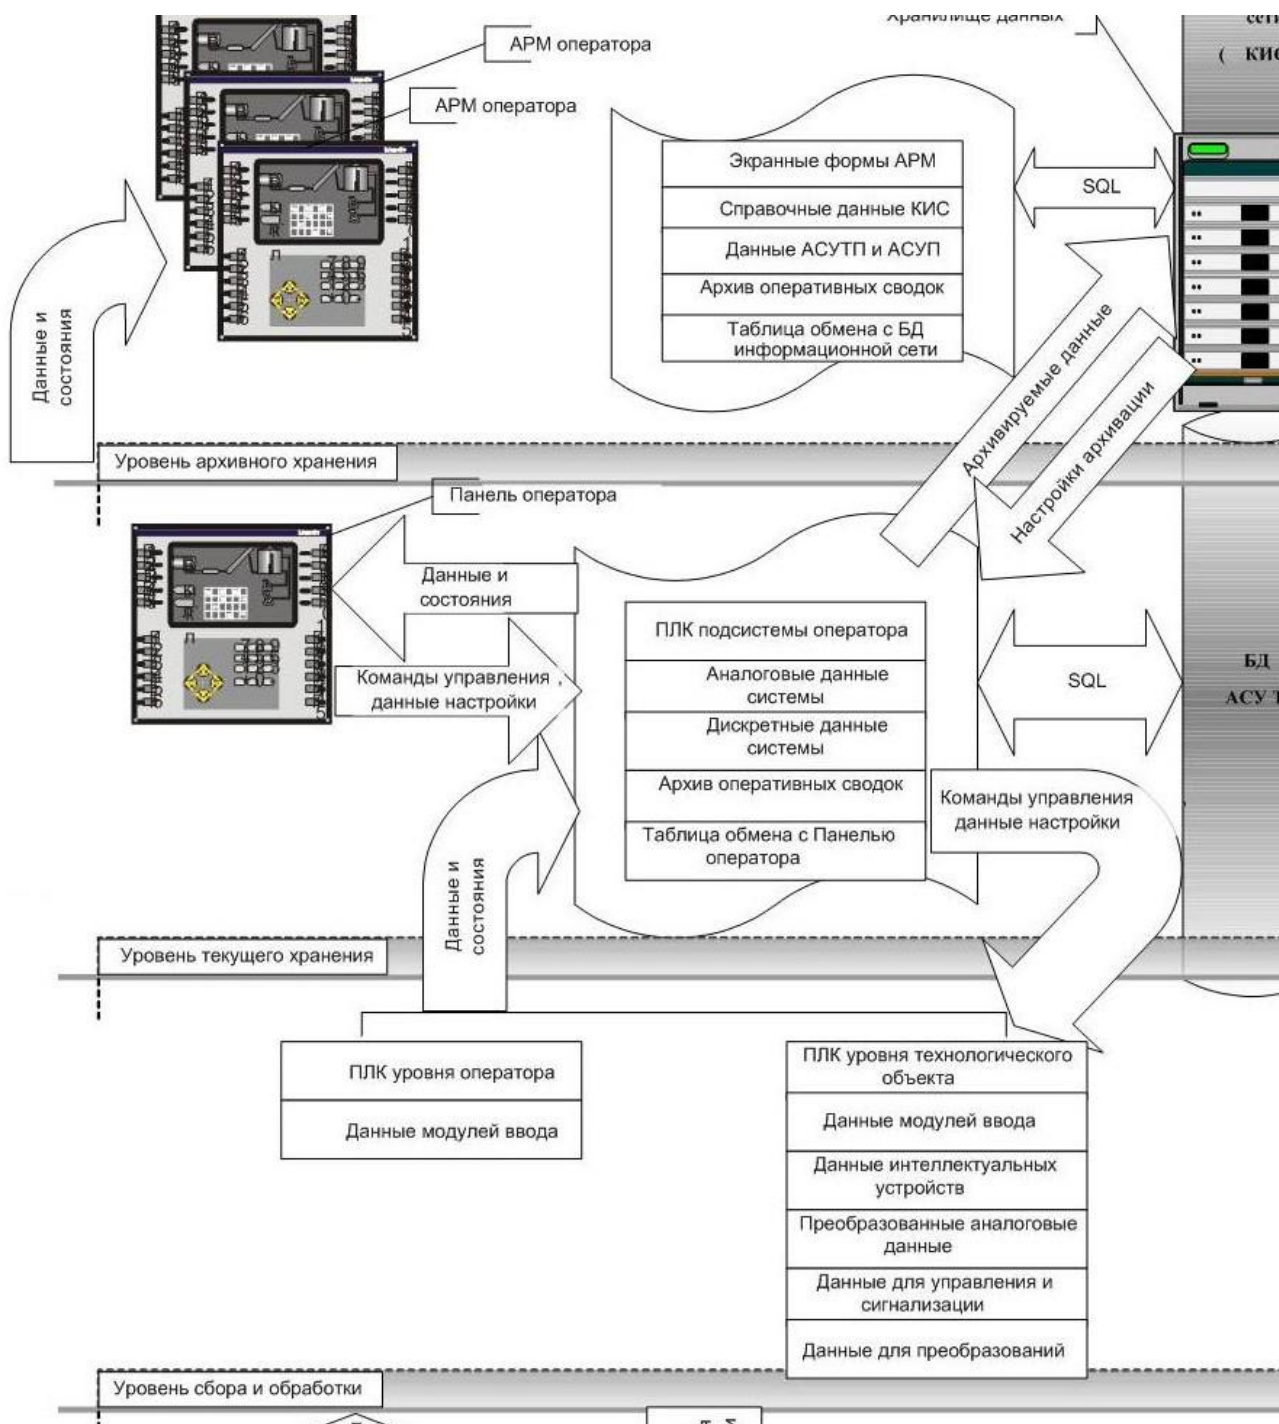 Хранилище данных
сети
( КИС
АРМ оператора
АРМ оператора
Экранные формы АРМ
Справочные данные КИС
Данные АСУТП и АСУП
Архив оперативных сводок
Таблица обмена с БД
информационной сети
SQL
Данные и
состояния
Архивируемые данные
Настройки архивации
Уровень архивного хранения
Панель оператора
Данные и
состояния
Команды управления ,
данные настройки
ПЛК подсистемы оператора
Аналоговые данные
системы
Дискретные данные
системы
Архив оперативных сводок
Таблица обмена с Панелью
оператора
SQL
БД
АСУ Т
Команды управления
данные настройки
Данные и
состояния
Уровень текущего хранения
ПЛК уровня оператора
Данные модулей ввода
ПЛК уровня технологического
объекта
Данные модулей ввода
Данные интеллектуальных
устройств
Преобразованные аналоговые
данные
Данные для управления и
сигнализации
Данные для преобразований
Уровень сбора и обработки